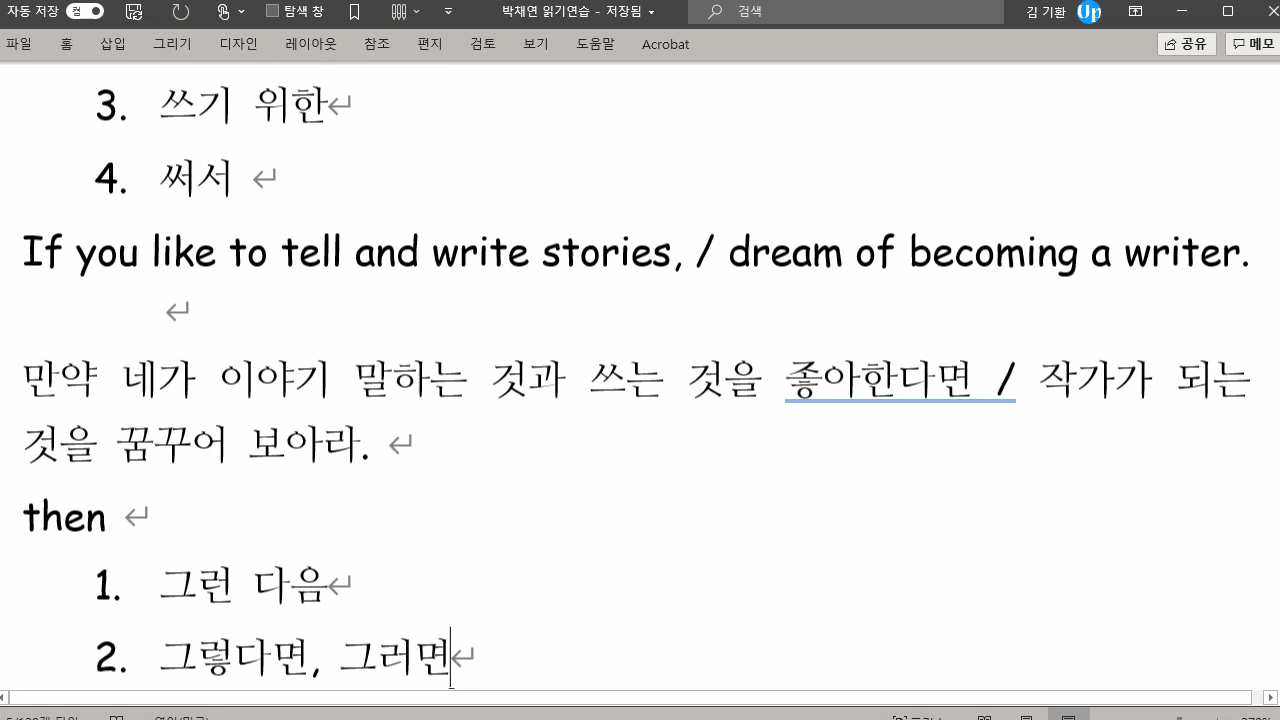 자동 저장 컴 탐색 창 박채연 읽기연습 - 저장됨 검색 김 기환 Up
파일 홈 삽입 그리기 디자인 레이아웃 참조 편지 검토 보기 도움말 Acrobat 공유 메모
3. 쓰기 위한
4. 써서
If you like to tell and write stories, / dream of becoming a writer.
만약 네가 이야기 말하는 것과 쓰는 것을 좋아한다면 / 작가가 되는
것을 꿈꾸어 보아라.
then
1. 그런 다음
2. 그렇다면, 그러면